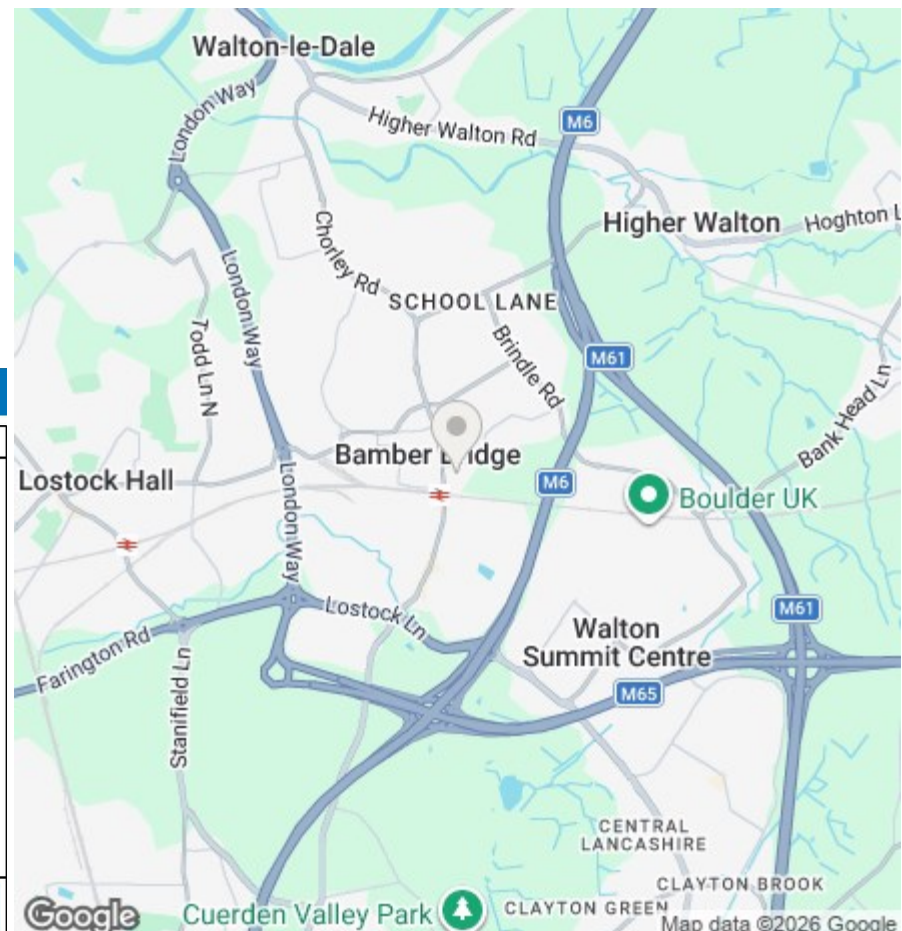 Walton-le-Dale
London Way
Higher Walton Rd
M6
Higher Walton
Hoghton L
Chorley Rd
SCHOOL LANE
London Way
Todd Ln N
Brindle Rd
M61
Bank Head Ln
Bamber Bridge
Lostock Hall
London Way
M6
Boulder UK
Lostock Ln
M61
Farington Rd
Walton
Summit Centre
Stanifield Ln
M65
CENTRAL
LANCASHIRE
CLAYTON BROOK
Google
Cuerden Valley Park
CLAYTON GREEN
Map data ©2026 Google